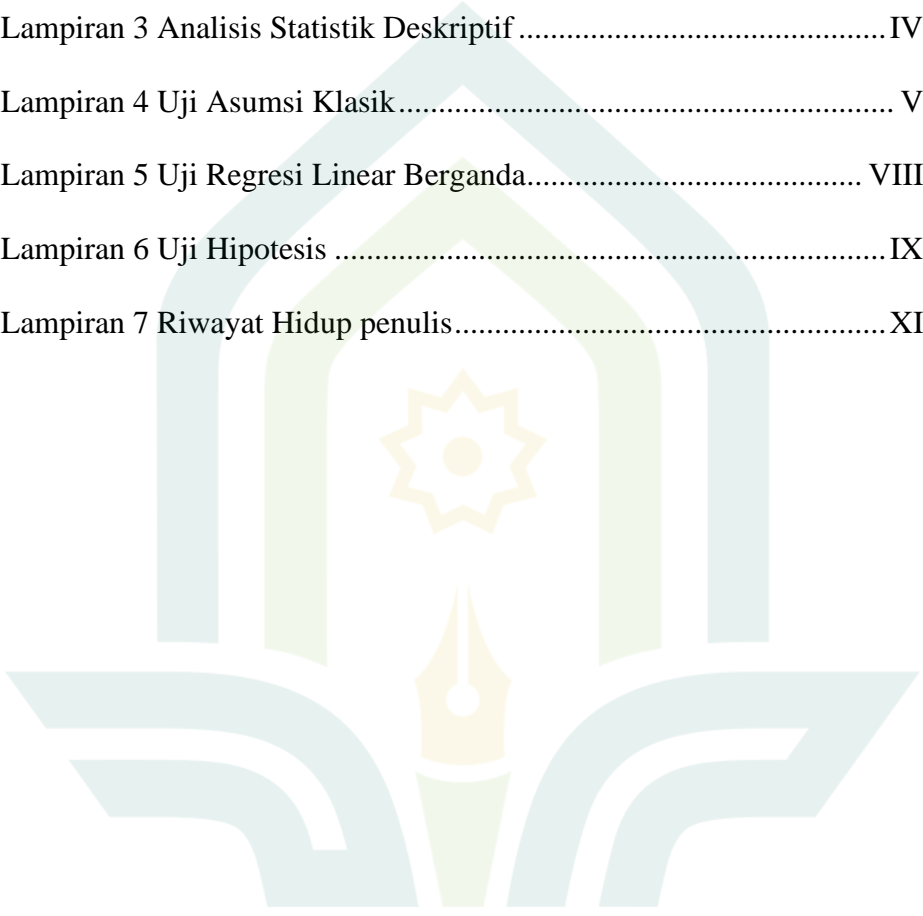 Lampiran 3 Analisis Statistik Deskriptif .............................................. IV
Lampiran 4 Uji Asumsi Klasik.............................................................. V
Lampiran 5 Uji Regresi Linear Berganda.......................................... VIII
Lampiran 6 Uji Hipotesis ..................................................................... IX
Lampiran 7 Riwayat Hidup penulis...................................................... XI